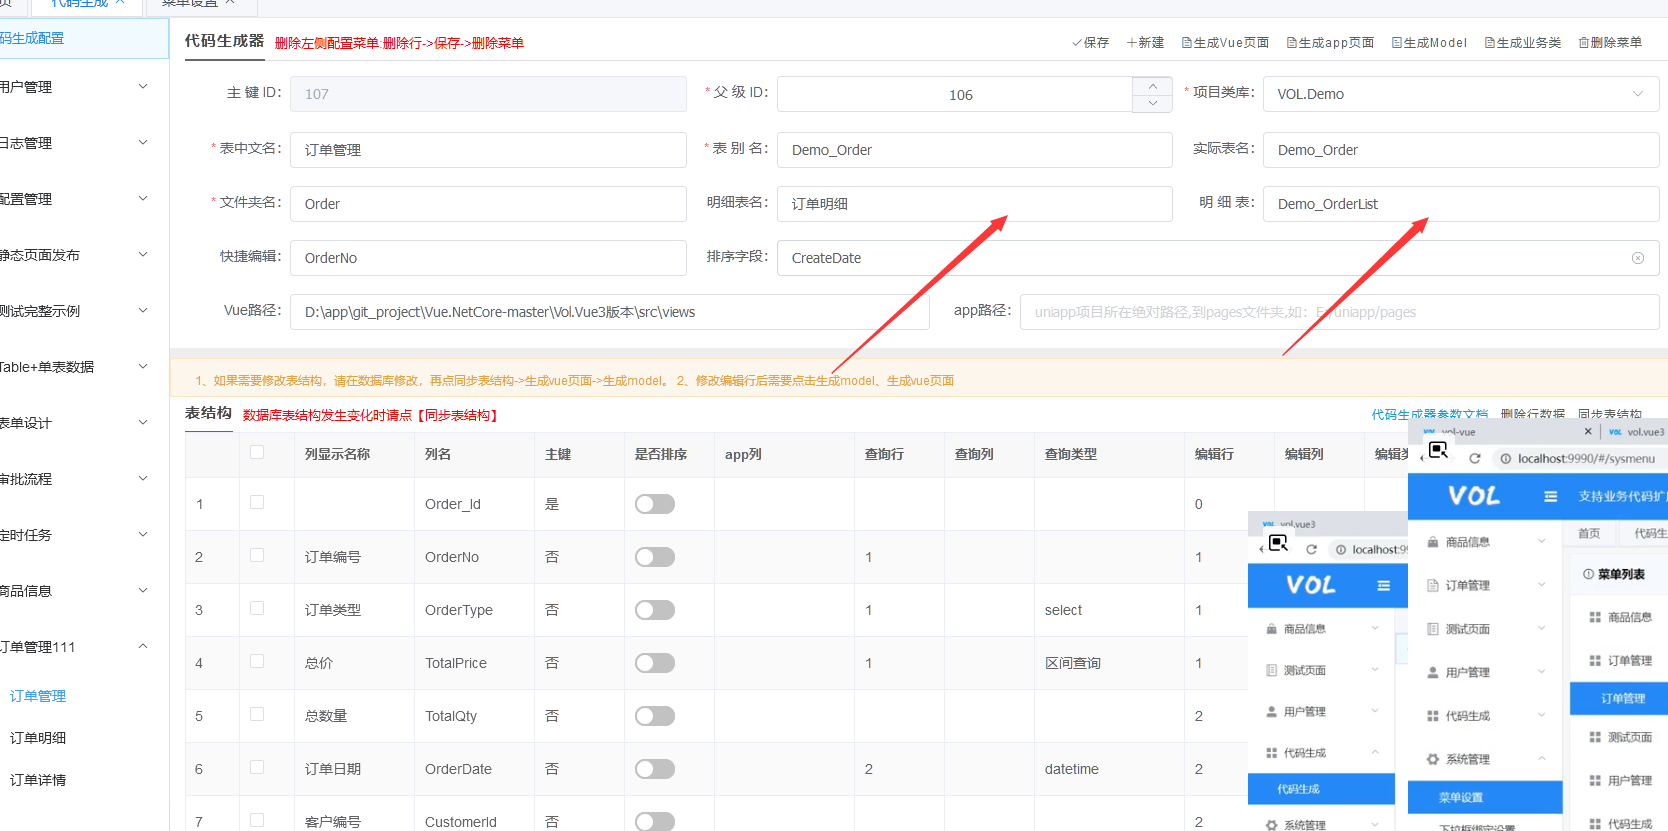 代码生成
菜单设置
码生成配置
用户管理
日志管理
配置管理
静态页面发布
测试完整示例
Table+单表数据
表单设计
审批流程
定时任务
商品信息
订单管理111
订单管理
订单明细
订单详情
代码生成器 删除左侧配置菜单:删除行->保存->删除菜单
保存 新建 生成Vue页面 生成app页面 生成Model 生成业务类 删除菜单
主 键 ID： 107 * 父 级 ID： 106 * 项目类库： VOL.Demo
* 表中文名： 订单管理 * 表 别 名： Demo_Order 实际表名： Demo_Order
* 文件夹名： Order 明细表名： 订单明细 明 细 表： Demo_OrderList
快捷编辑： OrderNo 排序字段： CreateDate
Vue路径： D:\app\git_project\Vue.NetCore-master\Vol.Vue3版本\src\views app路径： uniapp项目所在绝对路径,到pages文件夹,如：E:/uniapp/pages
1、如果需要修改表结构，请在数据库修改，再点同步表结构->生成vue页面->生成model。 2、修改编辑行后需要点击生成model、生成vue页面
表结构 数据库表结构发生变化时请点【同步表结构】 代码生成器参数文档 删除行数据 同步表结构
列显示名称 列名 主键 是否排序 app列 查询行 查询列 查询类型 编辑行 编辑列 编辑类
1 Order_Id 是 0
2 订单编号 OrderNo 否 1 1
3 订单类型 OrderType 否 1 select 1
4 总价 TotalPrice 否 1 区间查询 1
5 总数量 TotalQty 否 2
6 订单日期 OrderDate 否 2 datetime 2
7 客户编号 CustomerId 否 2
vol.vue3
localhost:99
VOL
商品信息
测试页面
用户管理
代码生成
代码生成
系统管理
vol-vue
vol.vue3
localhost:9990/#/sysmenu
VOL 支持业务代码扩
首页 代码生
商品信息
订单管理
测试页面
用户管理
代码生成
系统管理
菜单设置
下拉框绑定设置
菜单列表
商品信息
订单管理
订单管理
测试页面
用户管理
代码生成